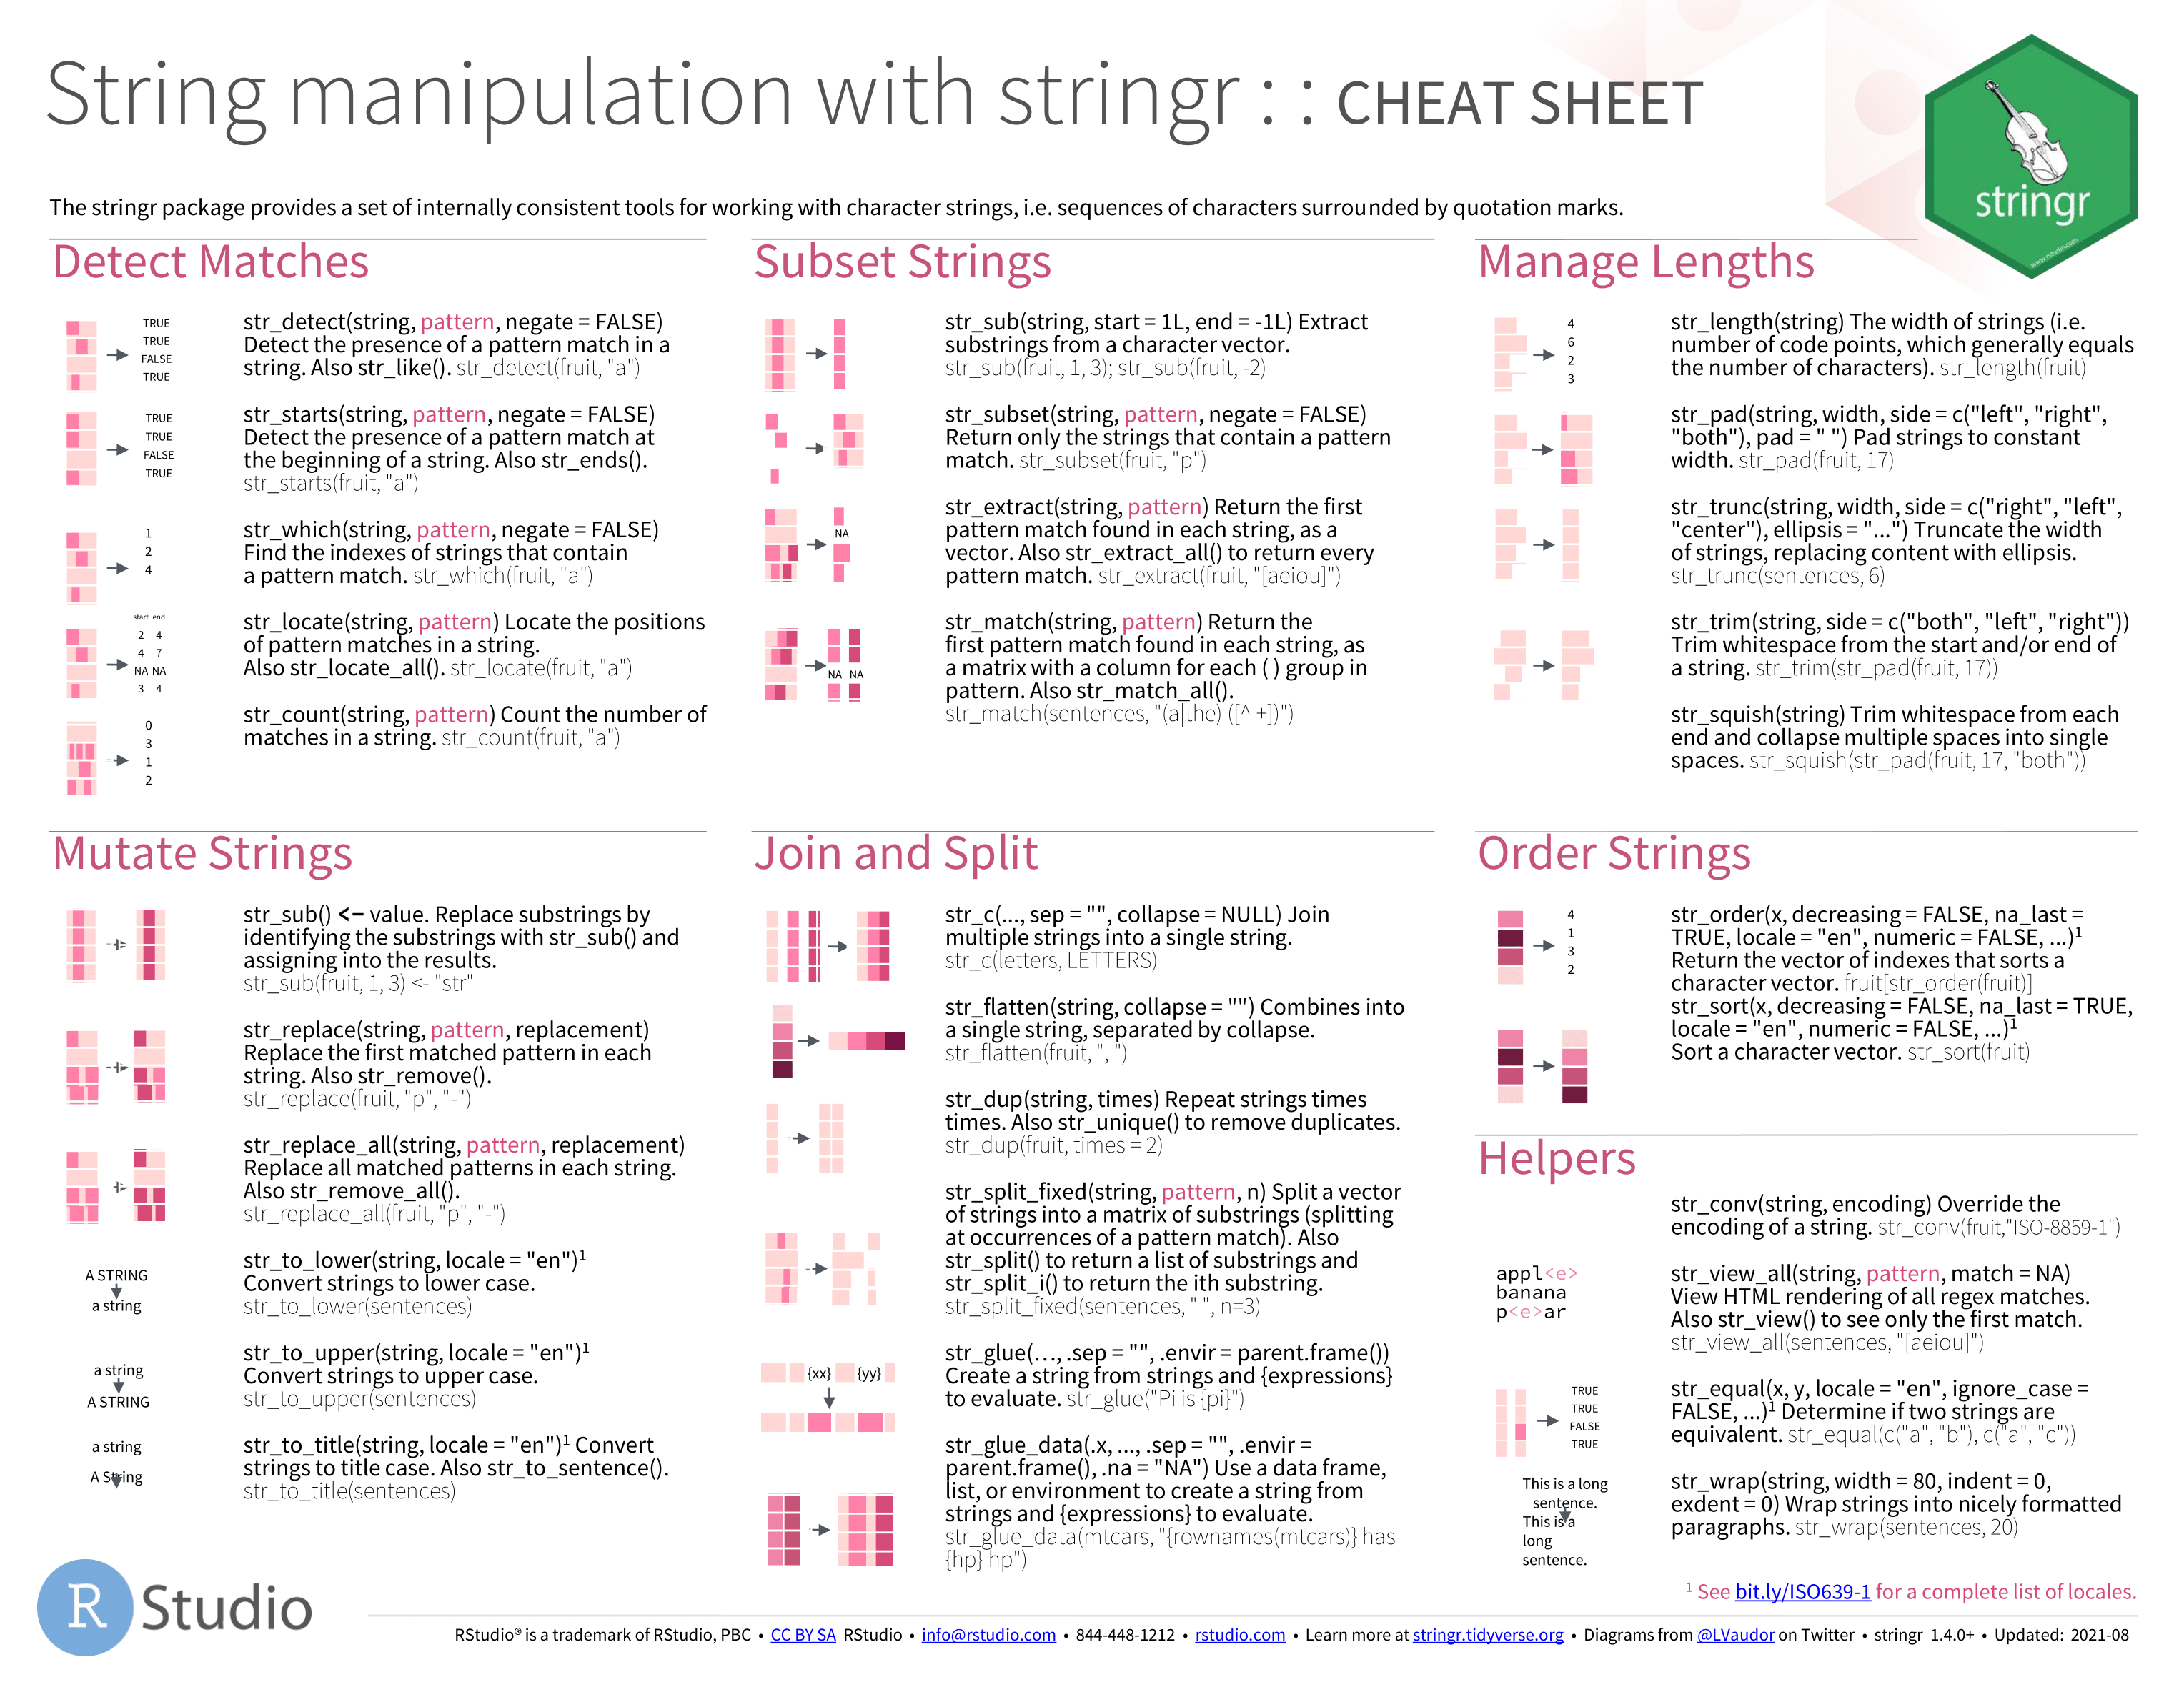 String manipulation with stringr : : CHEAT SHEET
stringr
www.rstudio.com
The stringr package provides a set of internally consistent tools for working with character strings, i.e. sequences of characters surrounded by quotation marks.
Detect Matches
TRUE
TRUE
FALSE
TRUE
str_detect(string, pattern, negate = FALSE)
Detect the presence of a pattern match in a
string. Also str_like(). str_detect(fruit, "a")
TRUE
TRUE
FALSE
TRUE
str_starts(string, pattern, negate = FALSE)
Detect the presence of a pattern match at
the beginning of a string. Also str_ends().
str_starts(fruit, "a")
1
2
4
str_which(string, pattern, negate = FALSE)
Find the indexes of strings that contain
a pattern match. str_which(fruit, "a")
start end
2 4
4 7
NA NA
3 4
str_locate(string, pattern) Locate the positions
of pattern matches in a string.
Also str_locate_all(). str_locate(fruit, "a")
0
3
1
2
str_count(string, pattern) Count the number of
matches in a string. str_count(fruit, "a")
Subset Strings
str_sub(string, start = 1L, end = -1L) Extract
substrings from a character vector.
str_sub(fruit, 1, 3); str_sub(fruit, -2)
str_subset(string, pattern, negate = FALSE)
Return only the strings that contain a pattern
match. str_subset(fruit, "p")
NA
str_extract(string, pattern) Return the first
pattern match found in each string, as a
vector. Also str_extract_all() to return every
pattern match. str_extract(fruit, "[aeiou]")
NA NA
str_match(string, pattern) Return the
first pattern match found in each string, as
a matrix with a column for each ( ) group in
pattern. Also str_match_all().
str_match(sentences, "(a|the) ([^ +])")
Manage Lengths
4
6
2
3
str_length(string) The width of strings (i.e.
number of code points, which generally equals
the number of characters). str_length(fruit)
str_pad(string, width, side = c("left", "right",
"both"), pad = " ") Pad strings to constant
width. str_pad(fruit, 17)
str_trunc(string, width, side = c("right", "left",
"center"), ellipsis = "...") Truncate the width
of strings, replacing content with ellipsis.
str_trunc(sentences, 6)
str_trim(string, side = c("both", "left", "right"))
Trim whitespace from the start and/or end of
a string. str_trim(str_pad(fruit, 17))
str_squish(string) Trim whitespace from each
end and collapse multiple spaces into single
spaces. str_squish(str_pad(fruit, 17, "both"))
Mutate Strings
str_sub() <- value. Replace substrings by
identifying the substrings with str_sub() and
assigning into the results.
str_sub(fruit, 1, 3) <- "str"
str_replace(string, pattern, replacement)
Replace the first matched pattern in each
string. Also str_remove().
str_replace(fruit, "p", "-")
str_replace_all(string, pattern, replacement)
Replace all matched patterns in each string.
Also str_remove_all().
str_replace_all(fruit, "p", "-")
A STRING
a string
str_to_lower(string, locale = "en")¹
Convert strings to lower case.
str_to_lower(sentences)
a string
A STRING
str_to_upper(string, locale = "en")¹
Convert strings to upper case.
str_to_upper(sentences)
a string
A String
str_to_title(string, locale = "en")¹ Convert
strings to title case. Also str_to_sentence().
str_to_title(sentences)
Join and Split
str_c(..., sep = "", collapse = NULL) Join
multiple strings into a single string.
str_c(letters, LETTERS)
str_flatten(string, collapse = "") Combines into
a single string, separated by collapse.
str_flatten(fruit, ", ")
str_dup(string, times) Repeat strings times
times. Also str_unique() to remove duplicates.
str_dup(fruit, times = 2)
str_split_fixed(string, pattern, n) Split a vector
of strings into a matrix of substrings (splitting
at occurrences of a pattern match). Also
str_split() to return a list of substrings and
str_split_i() to return the ith substring.
str_split_fixed(sentences, " ", n=3)
{xx} {yy}
str_glue(…, .sep = "", .envir = parent.frame())
Create a string from strings and {expressions}
to evaluate. str_glue("Pi is {pi}")
str_glue_data(.x, ..., .sep = "", .envir =
parent.frame(), .na = "NA") Use a data frame,
list, or environment to create a string from
strings and {expressions} to evaluate.
str_glue_data(mtcars, "{rownames(mtcars)} has
{hp} hp")
Order Strings
4
1
3
2
str_order(x, decreasing = FALSE, na_last =
TRUE, locale = "en", numeric = FALSE, ...)¹
Return the vector of indexes that sorts a
character vector. fruit[str_order(fruit)]
str_sort(x, decreasing = FALSE, na_last = TRUE,
locale = "en", numeric = FALSE, ...)¹
Sort a character vector. str_sort(fruit)
Helpers
str_conv(string, encoding) Override the
encoding of a string. str_conv(fruit,"ISO-8859-1")
appl<e>
banana
p<e>ar
str_view_all(string, pattern, match = NA)
View HTML rendering of all regex matches.
Also str_view() to see only the first match.
str_view_all(sentences, "[aeiou]")
TRUE
TRUE
FALSE
TRUE
str_equal(x, y, locale = "en", ignore_case =
FALSE, ...)¹ Determine if two strings are
equivalent. str_equal(c("a", "b"), c("a", "c"))
This is a long
sentence.
This is a
long
sentence.
str_wrap(string, width = 80, indent = 0,
exdent = 0) Wrap strings into nicely formatted
paragraphs. str_wrap(sentences, 20)
¹ See bit.ly/ISO639-1 for a complete list of locales.
R Studio
RStudio® is a trademark of RStudio, PBC • CC BY SA RStudio • info@rstudio.com • 844-448-1212 • rstudio.com • Learn more at stringr.tidyverse.org • Diagrams from @LVaudor on Twitter • stringr 1.4.0+ • Updated: 2021-08